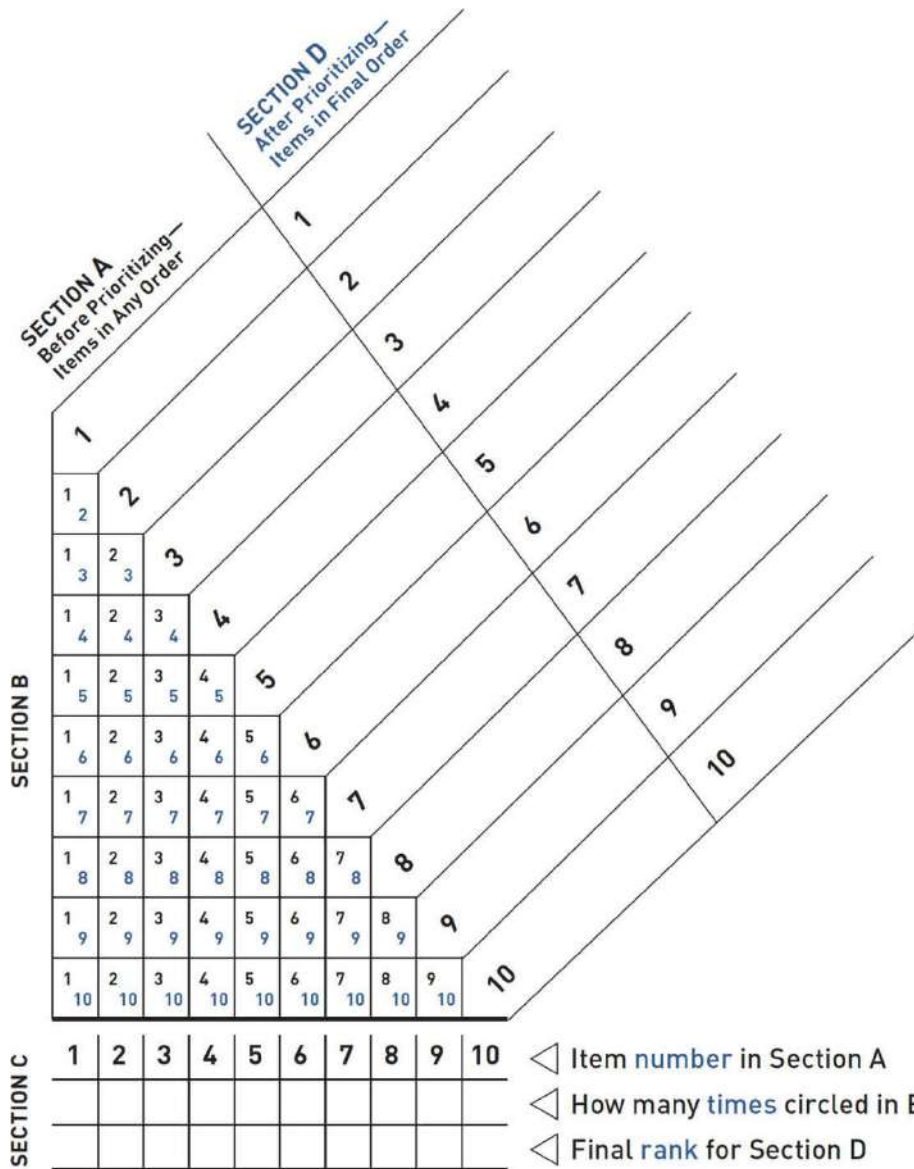 SECTION D
After Prioritizing—
Items in Final Order
SECTION A
Before Prioritizing—
Items in Any Order
1
2
3
4
5
6
7
8
9
10
1
1 2
2
1 3 2 3
3
1 4 2 4 3 4
4
1 5 2 5 3 5 4 5
5
1 6 2 6 3 6 4 6 5 6
6
1 7 2 7 3 7 4 7 5 7 6 7
7
1 8 2 8 3 8 4 8 5 8 6 8 7 8
8
1 9 2 9 3 9 4 9 5 9 6 9 7 9 8 9
9
1 10 2 10 3 10 4 10 5 10 6 10 7 10 8 10 9 10
10
SECTION B
SECTION C
1 2 3 4 5 6 7 8 9 10
Item number in Section A
How many times circled in
Final rank for Section D